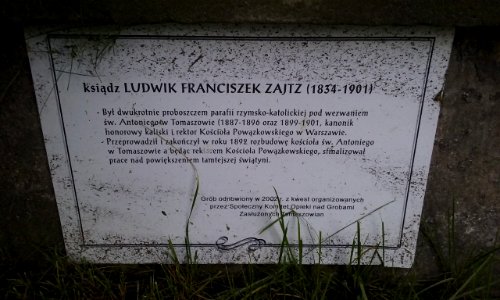 ksiądz LUDWIK FRANCISZEK ZAJTZ (1834-1901)
- Był dwukrotnie proboszczem parafii rzymsko-katolickiej pod wezwaniem
św. Antoniego w Tomaszowie (1887-1896 oraz 1899-1901, kanonik
honorowy kaliski i rektor Kościoła Powązkowskiego w Warszawie.
- Przeprowadził i zakończył w roku 1892 rozbudowę kościoła św. Antoniego
w Tomaszowie a będąc rektorem Kościoła Powązkowskiego, sfinalizował
prace nad powiększeniem tamtejszej świątyni.
Grób odnowiony w 2002 r. z kwest organizowanych
przez Społeczny Komitet Opieki nad Grobami
Zasłużonych Tomaszowian